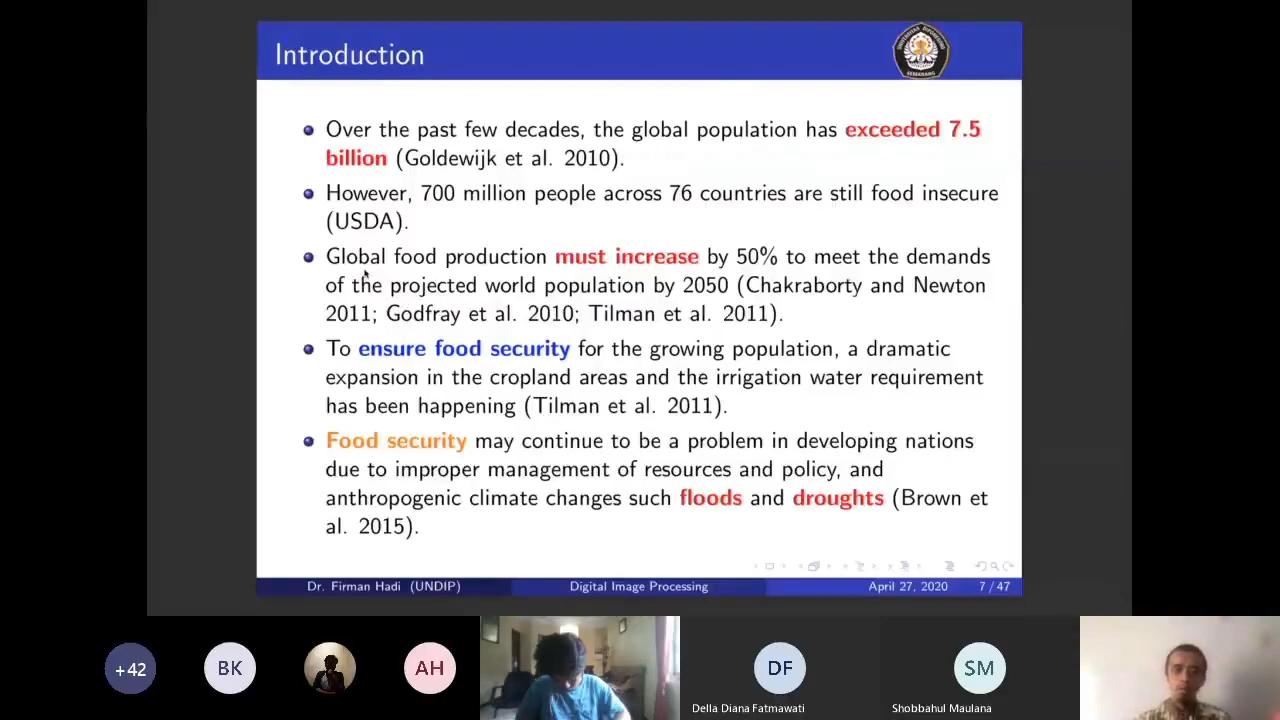 Introduction
UNIVERSITAS DIPONEGORO
SEMARANG
Over the past few decades, the global population has exceeded 7.5
billion (Goldewijk et al. 2010).
However, 700 million people across 76 countries are still food insecure
(USDA).
Global food production must increase by 50% to meet the demands
of the projected world population by 2050 (Chakraborty and Newton
2011; Godfray et al. 2010; Tilman et al. 2011).
To ensure food security for the growing population, a dramatic
expansion in the cropland areas and the irrigation water requirement
has been happening (Tilman et al. 2011).
Food security may continue to be a problem in developing nations
due to improper management of resources and policy, and
anthropogenic climate changes such floods and droughts (Brown et
al. 2015).
Dr. Firman Hadi (UNDIP) Digital Image Processing April 27, 2020 7 / 47
+42 BK AH DF SM
Della Diana Fatmawati Shobbahul Maulana